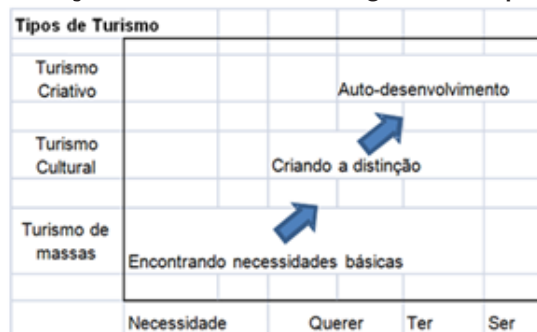 Tipos de Turismo
Turismo
Criativo
Auto-desenvolvimento
Turismo
Cultural
Criando a distinção
Turismo de
massas
Encontrando necessidades básicas
Necessidade Querer Ter Ser